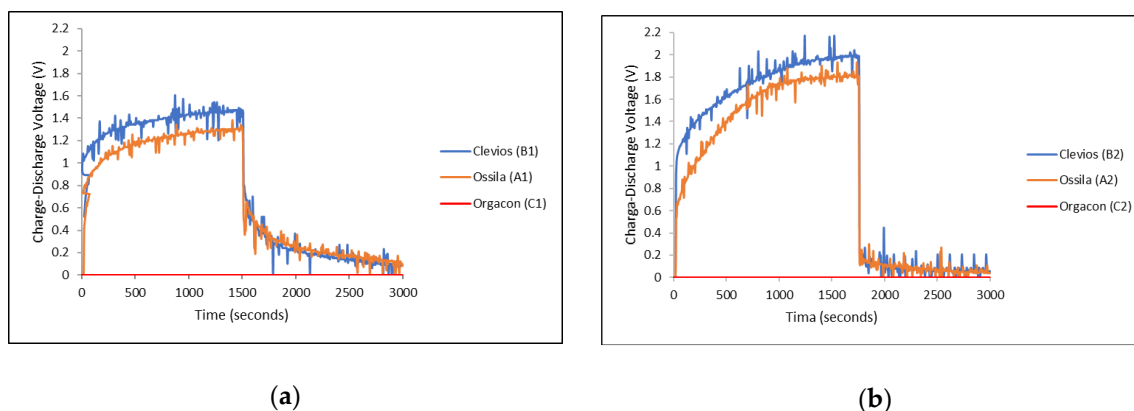 Charge-Discharge Voltage (V)
2.2
2
1.8
1.6
1.4
1.2
1
0.8
0.6
0.4
0.2
0
0 500 1000 1500 2000 2500 3000
Time (seconds)
Clevios (B1)
Ossila (A1)
Orgacon (C1)
(a)
Charga-Discharge Voltage (V)
2.2
2
1.8
1.6
1.4
1.2
1
0.8
0.6
0.4
0.2
0
0 500 1000 1500 2000 2500 3000
Tima (seconds)
Clevios (B2)
Ossila (A2)
Orgacon (C2)
(b)